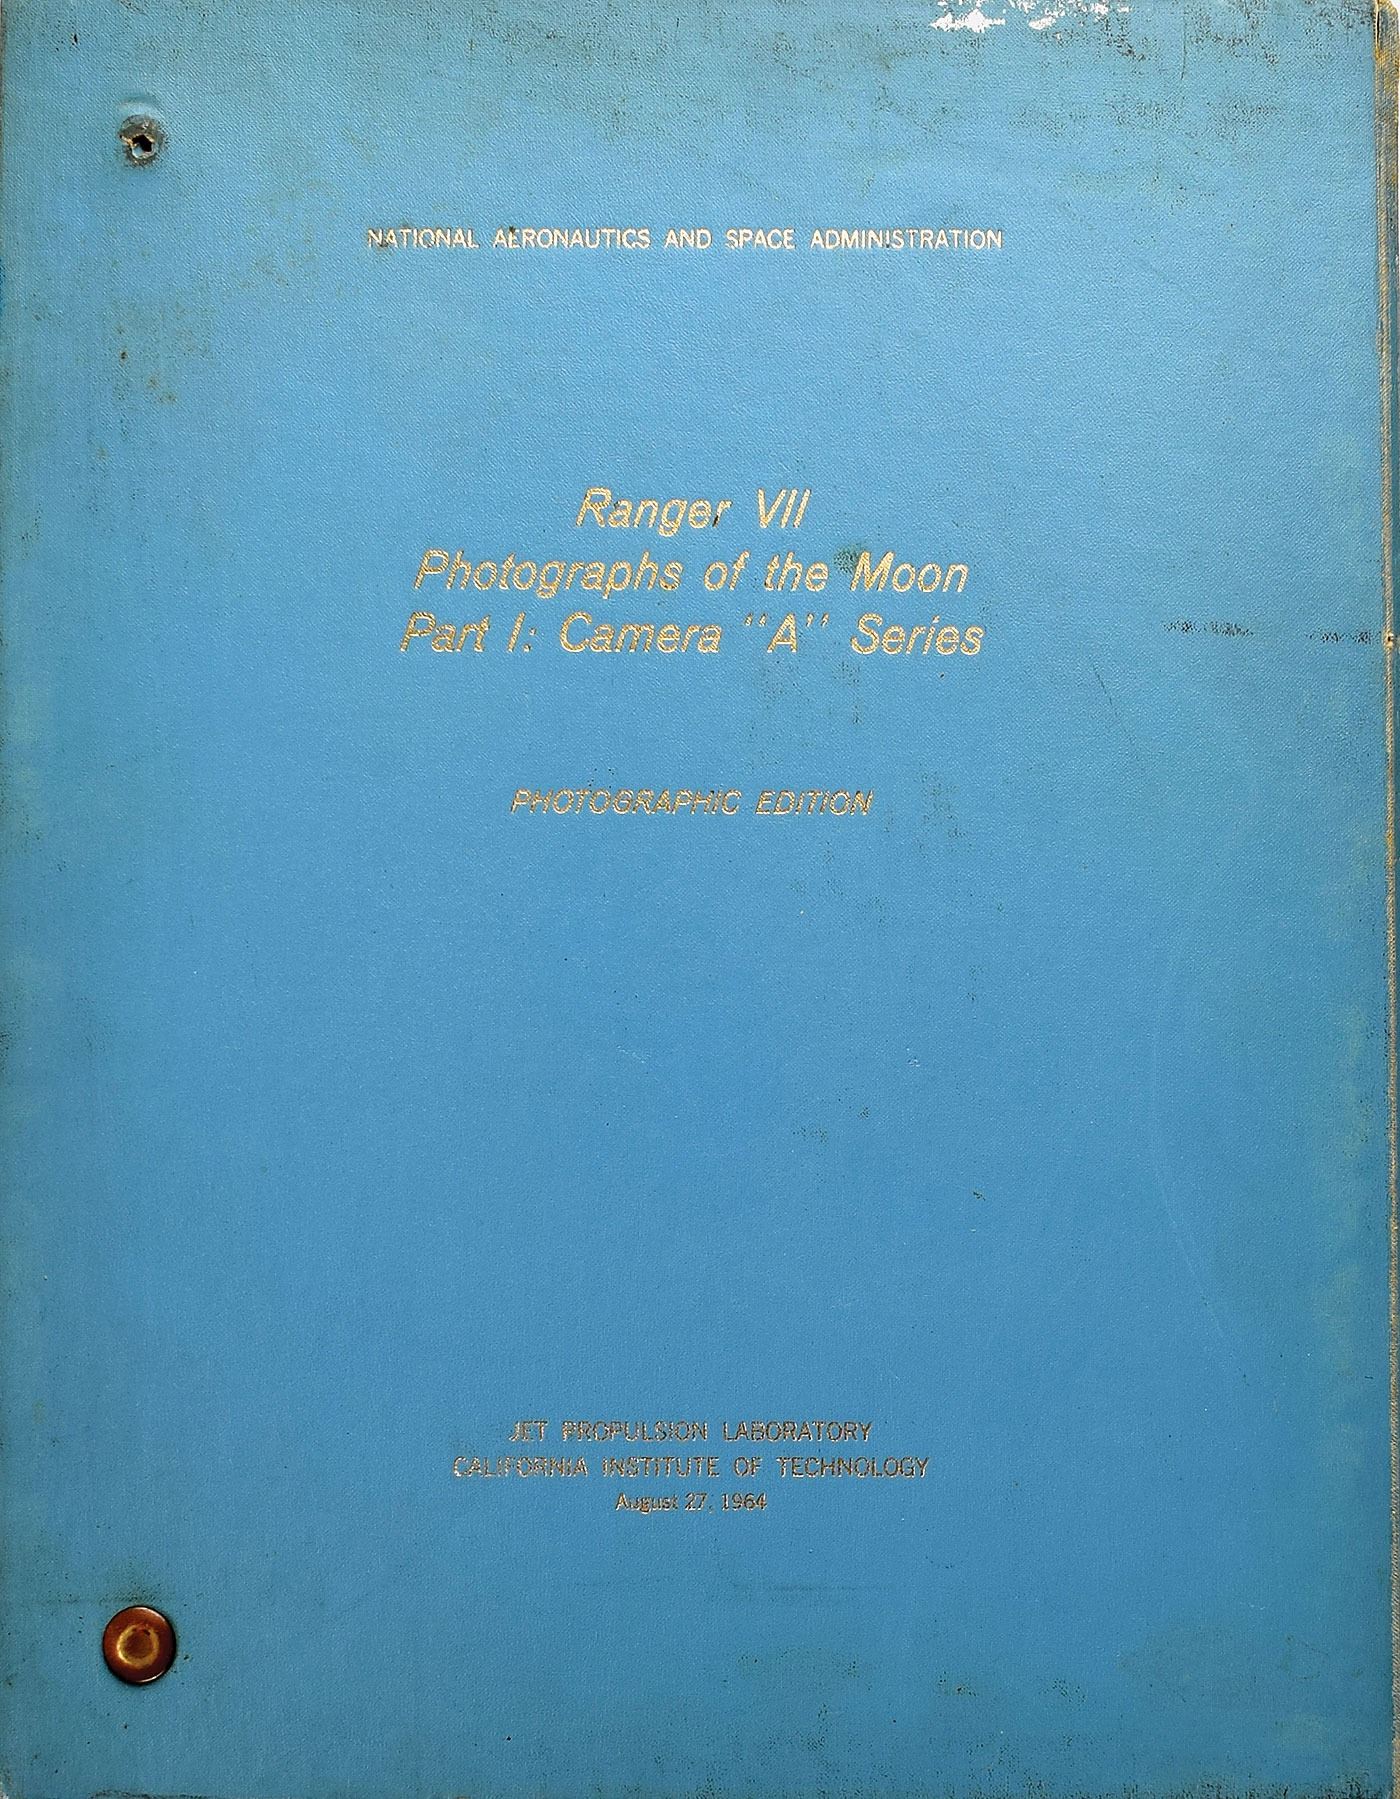 NATIONAL AERONAUTICS AND SPACE ADMINISTRATION
Ranger VII
Photographs of the Moon
Part I: Camera "A" Series
PHOTOGRAPHIC EDITION
JET PROPULSION LABORATORY
CALIFORNIA INSTITUTE OF TECHNOLOGY
August 27, 1964